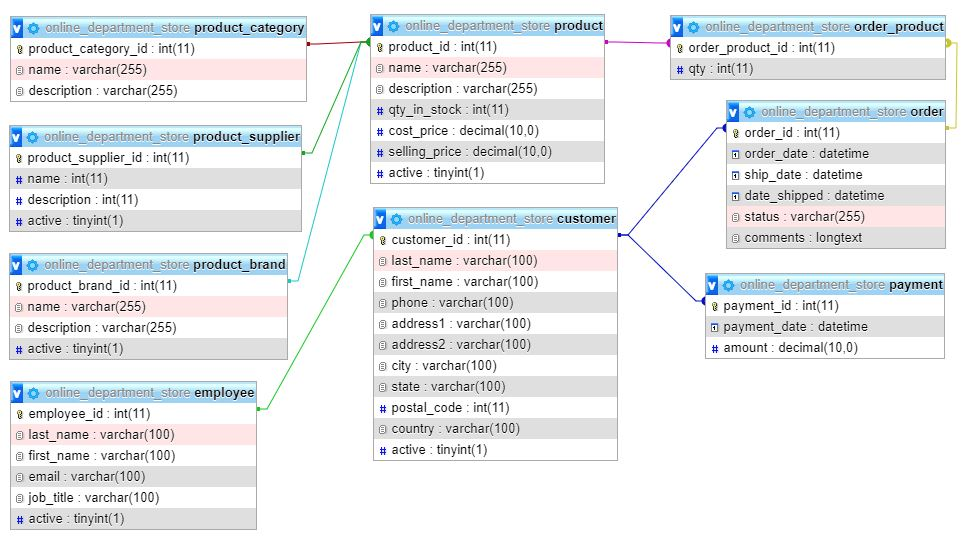 online_department_store product_category
product_category_id : int(11)
name : varchar(255)
description : varchar(255)
online_department_store product_supplier
product_supplier_id : int(11)
name : int(11)
description : int(11)
active : tinyint(1)
online_department_store product_brand
product_brand_id : int(11)
name : varchar(255)
description : varchar(255)
active : tinyint(1)
online_department_store employee
employee_id : int(11)
last_name : varchar(100)
first_name : varchar(100)
email : varchar(100)
job_title : varchar(100)
active : tinyint(1)
online_department_store product
product_id : int(11)
name : varchar(255)
description : varchar(255)
qty_in_stock : int(11)
cost_price : decimal(10,0)
selling_price : decimal(10,0)
active : tinyint(1)
online_department_store customer
customer_id : int(11)
last_name : varchar(100)
first_name : varchar(100)
phone : varchar(100)
address1 : varchar(100)
address2 : varchar(100)
city : varchar(100)
state : varchar(100)
postal_code : int(11)
country : varchar(100)
active : tinyint(1)
online_department_store order_product
order_product_id : int(11)
qty : int(11)
online_department_store order
order_id : int(11)
order_date : datetime
ship_date : datetime
date_shipped : datetime
status : varchar(255)
comments : longtext
online_department_store payment
payment_id : int(11)
payment_date : datetime
amount : decimal(10,0)